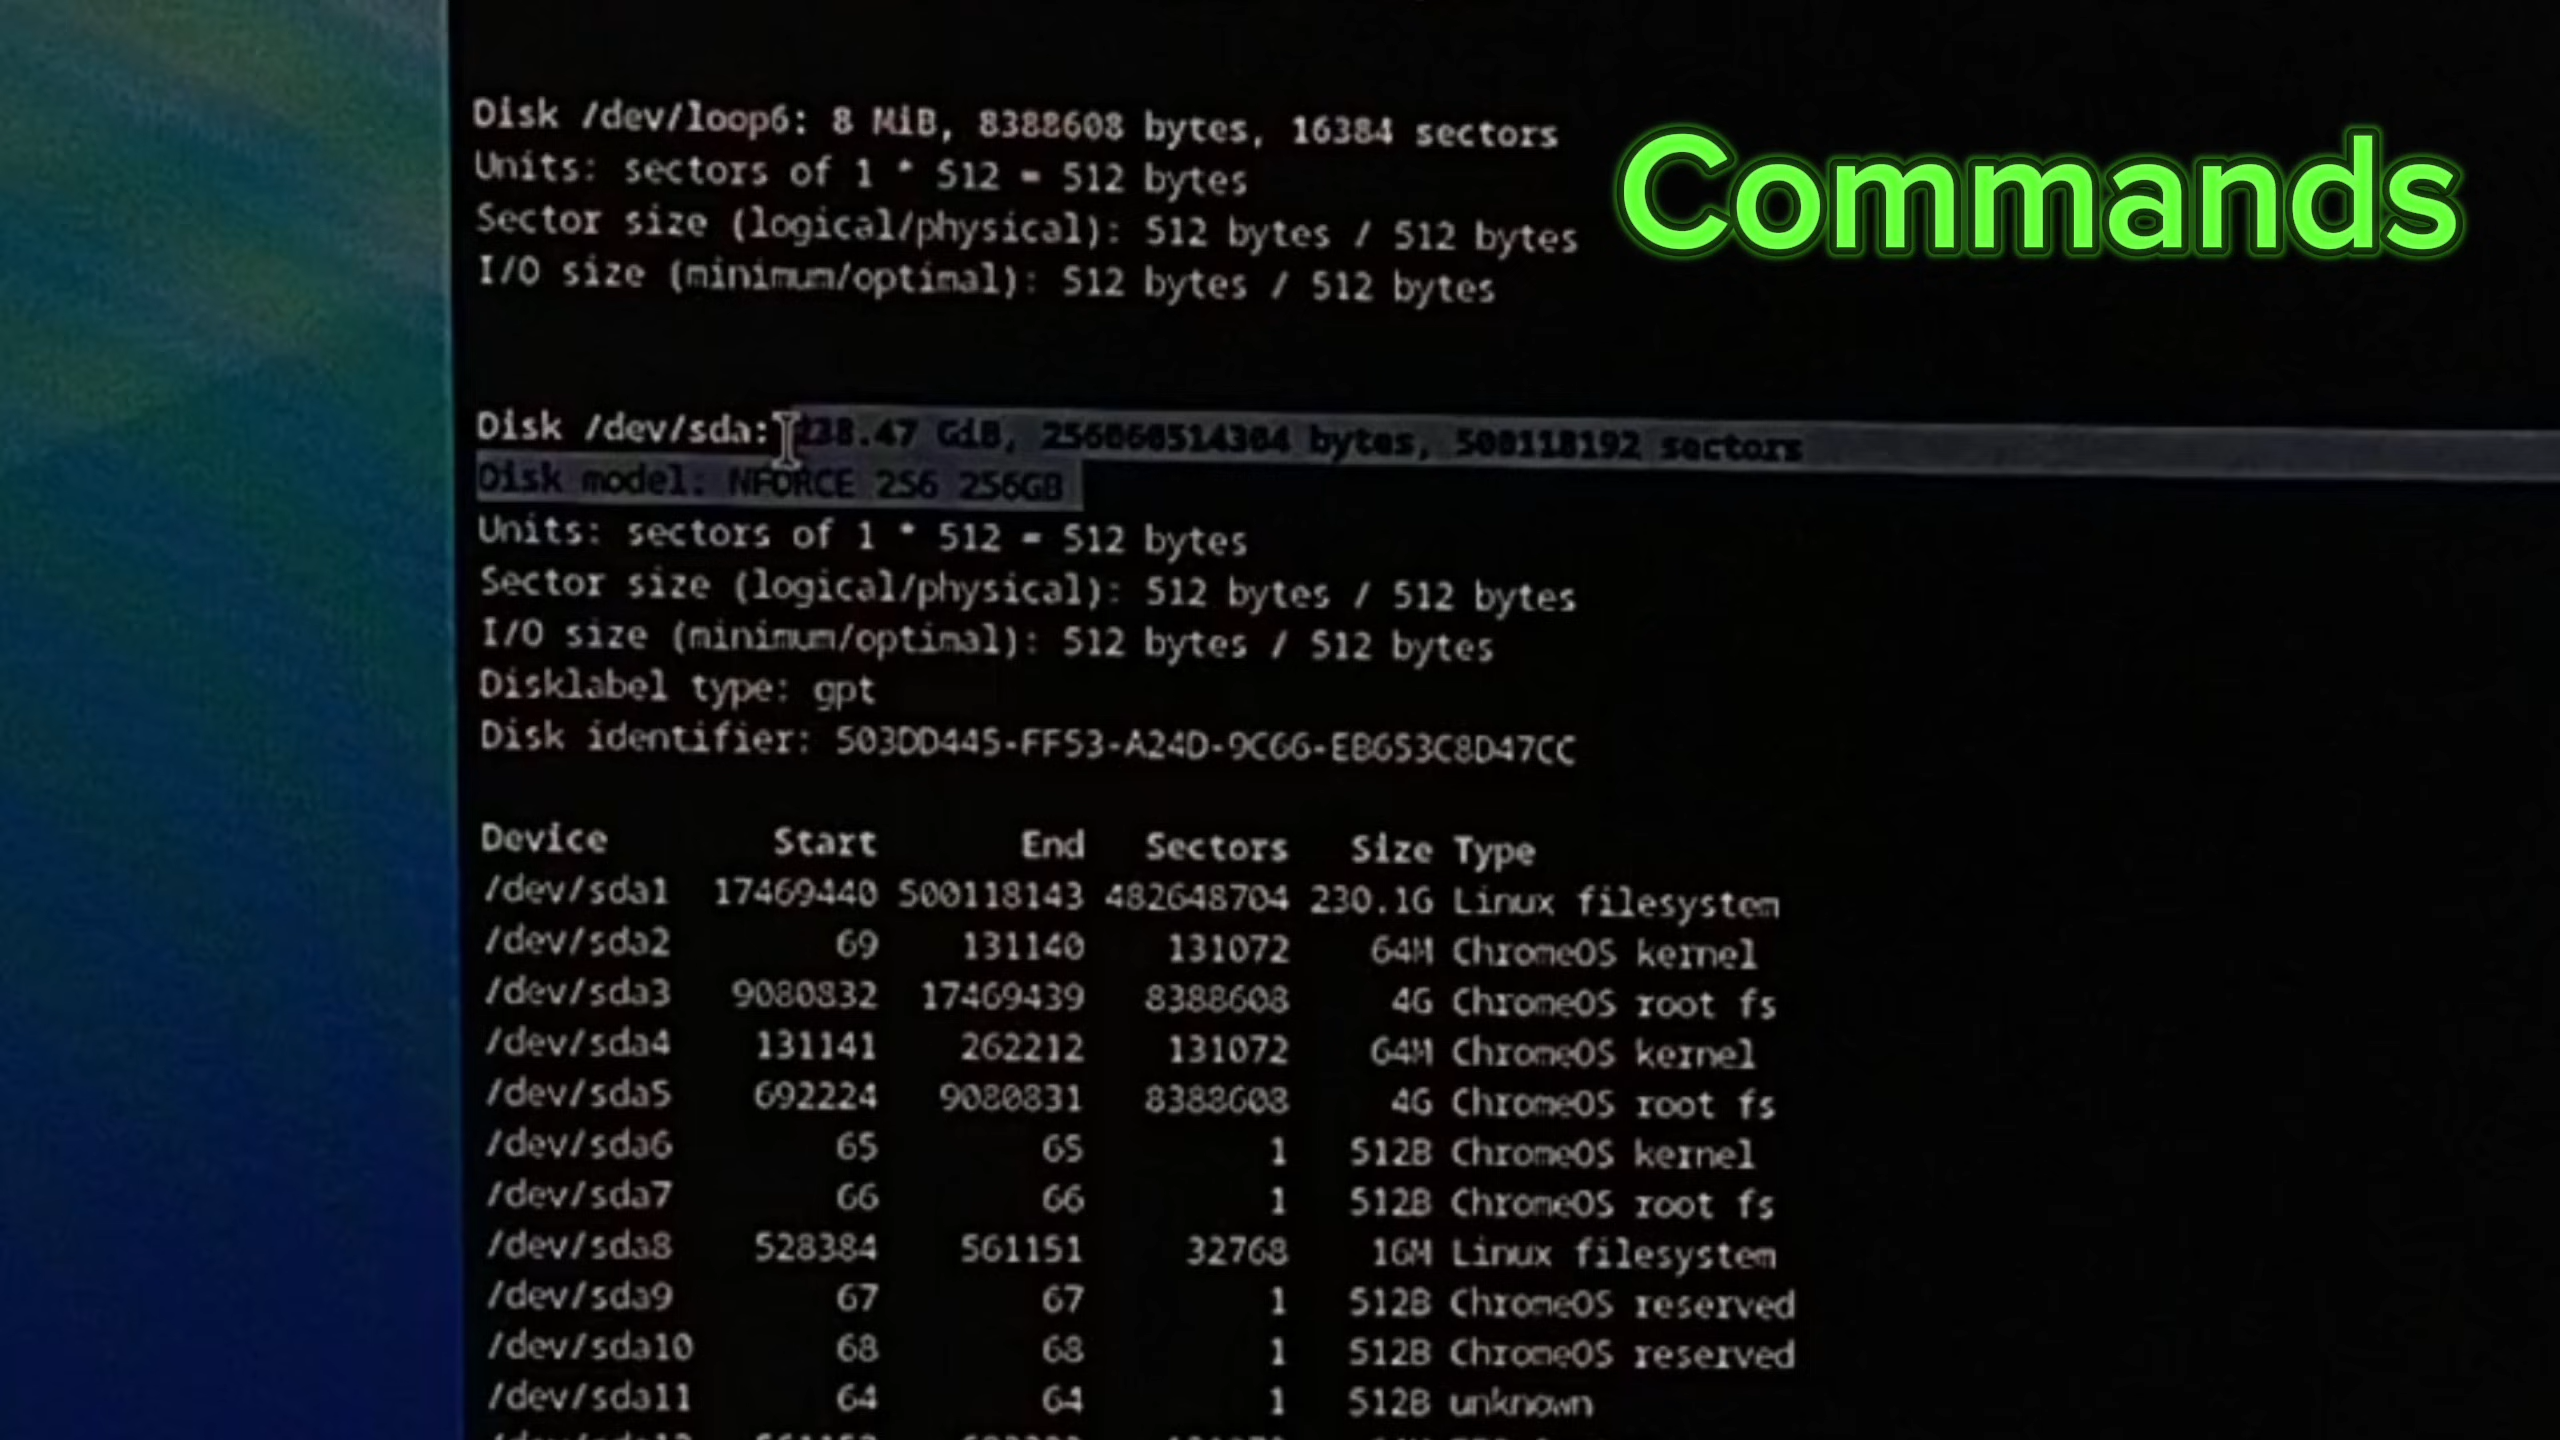 Commands
Disk /dev/loop6: 8 MiB, 8388608 bytes, 16384 sectors
Units: sectors of 1 * 512 = 512 bytes
Sector size (logical/physical): 512 bytes / 512 bytes
I/O size (minimum/optimal): 512 bytes / 512 bytes
Disk /dev/sda: 238.47 GiB, 256060514304 bytes, 500118192 sectors
Disk model: NFORCE 256 256GB
Units: sectors of 1 * 512 = 512 bytes
Sector size (logical/physical): 512 bytes / 512 bytes
I/O size (minimum/optimal): 512 bytes / 512 bytes
Disklabel type: gpt
Disk identifier: 503DD445-FF53-A24D-9C66-EB653C8D47CC
Device Start End Sectors Size Type
/dev/sda1 17469440 500118143 482648704 230.1G Linux filesystem
/dev/sda2 69 131140 131072 64M ChromeOS kernel
/dev/sda3 9080832 17469439 8388608 4G ChromeOS root fs
/dev/sda4 131141 262212 131072 64M ChromeOS kernel
/dev/sda5 692224 9080831 8388608 4G ChromeOS root fs
/dev/sda6 65 65 1 512B ChromeOS kernel
/dev/sda7 66 66 1 512B ChromeOS root fs
/dev/sda8 528384 561151 32768 16M Linux filesystem
/dev/sda9 67 67 1 512B ChromeOS reserved
/dev/sda10 68 68 1 512B ChromeOS reserved
/dev/sda11 64 64 1 512B unknown